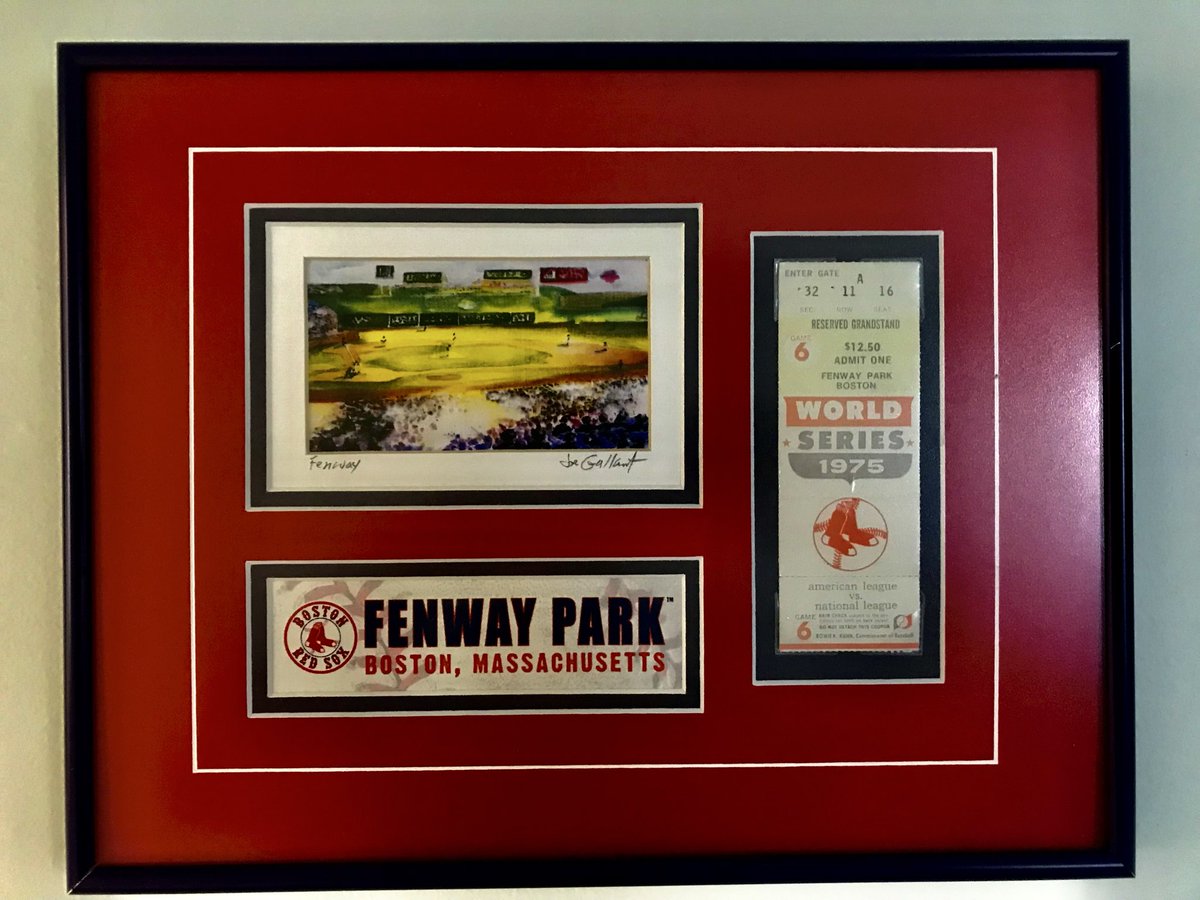 Fenway Joe Gallant
BOSTON
RED SOX
FENWAY PARK™
BOSTON, MASSACHUSETTS
ENTER GATE A
32 11 16
SEC ROW SEAT
RESERVED GRANDSTAND
GAME
6
$12.50
ADMIT ONE
FENWAY PARK
BOSTON
WORLD
SERIES
1975
american league
vs.
national league
GAME
6
RAIN CHECK
DO NOT DETACH THIS COUPON
BOWIE K. KUHN, Commissioner of Baseball